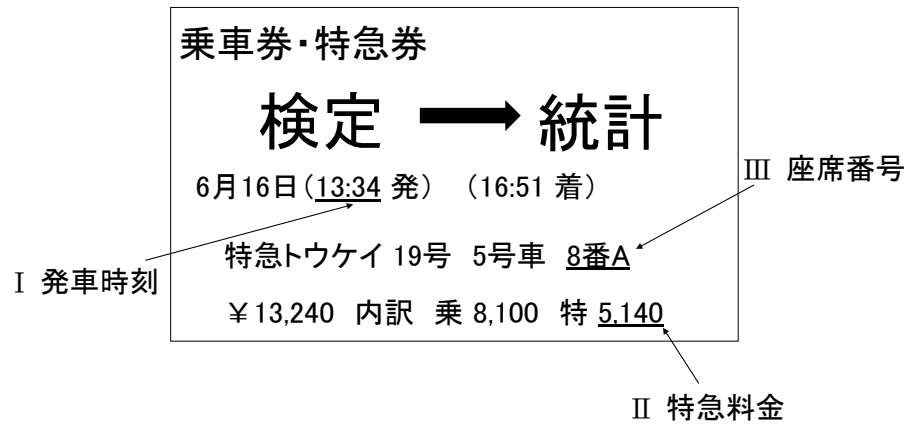 乗車券・特急券
検定 ➡ 統計
6月16日（13:34 発） （16:51 着）
Ⅲ 座席番号
特急トウケイ 19号 5号車 8番A
Ⅰ 発車時刻
￥13,240 内訳 乗 8,100 特 5,140
Ⅱ 特急料金